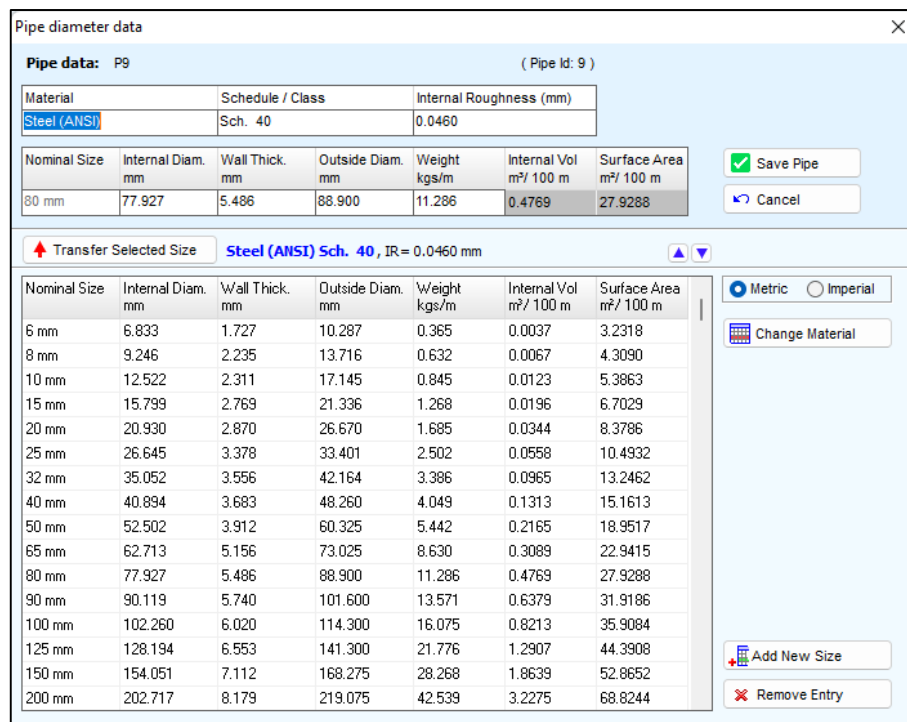 Pipe diameter data
Pipe data: P9 ( Pipe Id: 9 )
Material Schedule / Class Internal Roughness (mm)
Steel (ANSI) Sch. 40 0.0460
Nominal Size Internal Diam. Wall Thick. Outside Diam. Weight Internal Vol Surface Area
mm mm mm kgs/m m³/ 100 m m²/ 100 m
80 mm 77.927 5.486 88.900 11.286 0.4769 27.9288
Save Pipe
Cancel
Transfer Selected Size Steel (ANSI) Sch. 40 , IR = 0.0460 mm
Nominal Size Internal Diam. Wall Thick. Outside Diam. Weight Internal Vol Surface Area
mm mm mm kgs/m m³/ 100 m m²/ 100 m
6 mm 6.833 1.727 10.287 0.365 0.0037 3.2318
8 mm 9.246 2.235 13.716 0.632 0.0067 4.3090
10 mm 12.522 2.311 17.145 0.845 0.0123 5.3863
15 mm 15.799 2.769 21.336 1.268 0.0196 6.7029
20 mm 20.930 2.870 26.670 1.685 0.0344 8.3786
25 mm 26.645 3.378 33.401 2.502 0.0558 10.4932
32 mm 35.052 3.556 42.164 3.386 0.0965 13.2462
40 mm 40.894 3.683 48.260 4.049 0.1313 15.1613
50 mm 52.502 3.912 60.325 5.442 0.2165 18.9517
65 mm 62.713 5.156 73.025 8.630 0.3089 22.9415
80 mm 77.927 5.486 88.900 11.286 0.4769 27.9288
90 mm 90.119 5.740 101.600 13.571 0.6379 31.9186
100 mm 102.260 6.020 114.300 16.075 0.8213 35.9084
125 mm 128.194 6.553 141.300 21.776 1.2907 44.3908
150 mm 154.051 7.112 168.275 28.268 1.8639 52.8652
200 mm 202.717 8.179 219.075 42.539 3.2275 68.8244
Metric Imperial
Change Material
Add New Size
Remove Entry